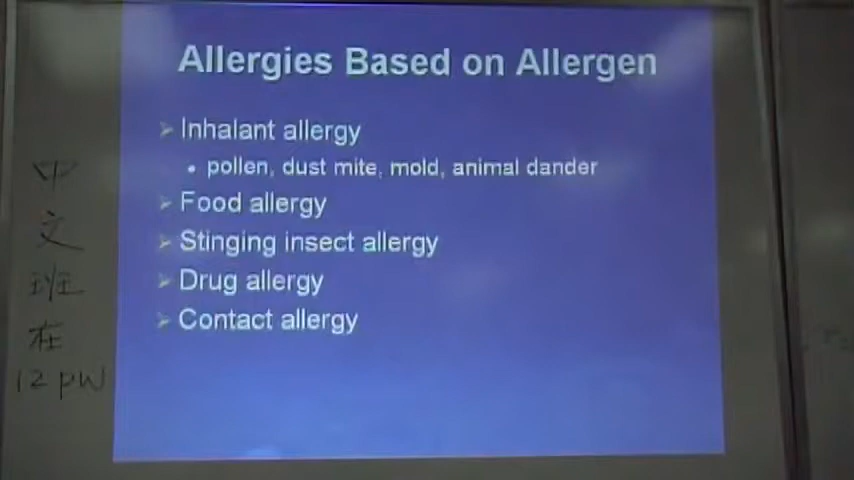 Allergies Based on Allergen
Inhalant allergy
pollen, dust mite, mold, animal dander
Food allergy
Stinging insect allergy
Drug allergy
Contact allergy
中
文
班
在
12 pm